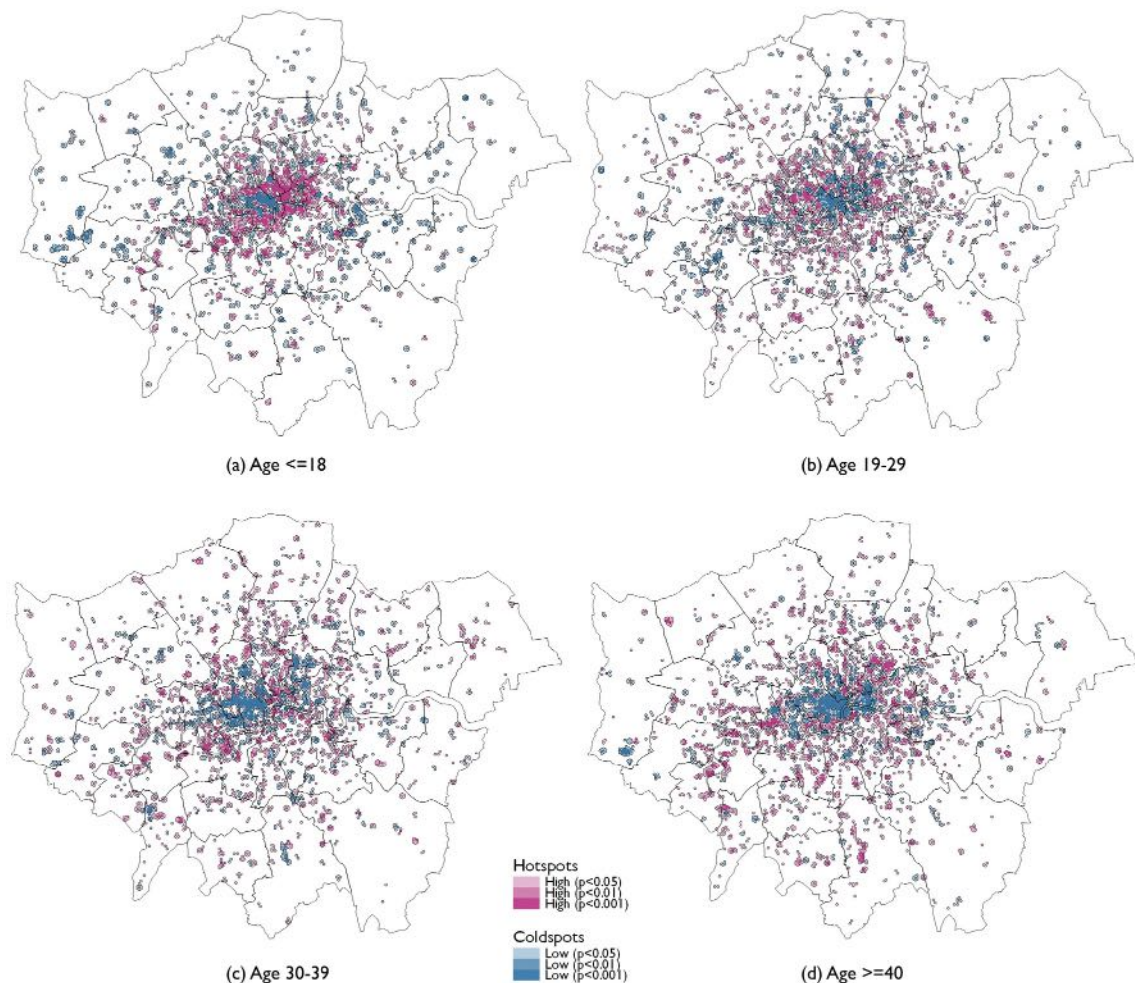 (a) Age <=18
(b) Age 19-29
Hotspots
High (p<0.05)
High (p<0.01)
High (p<0.001)
Coldspots
Low (p<0.05)
Low (p<0.01)
Low (p<0.001)
(c) Age 30-39
(d) Age >=40